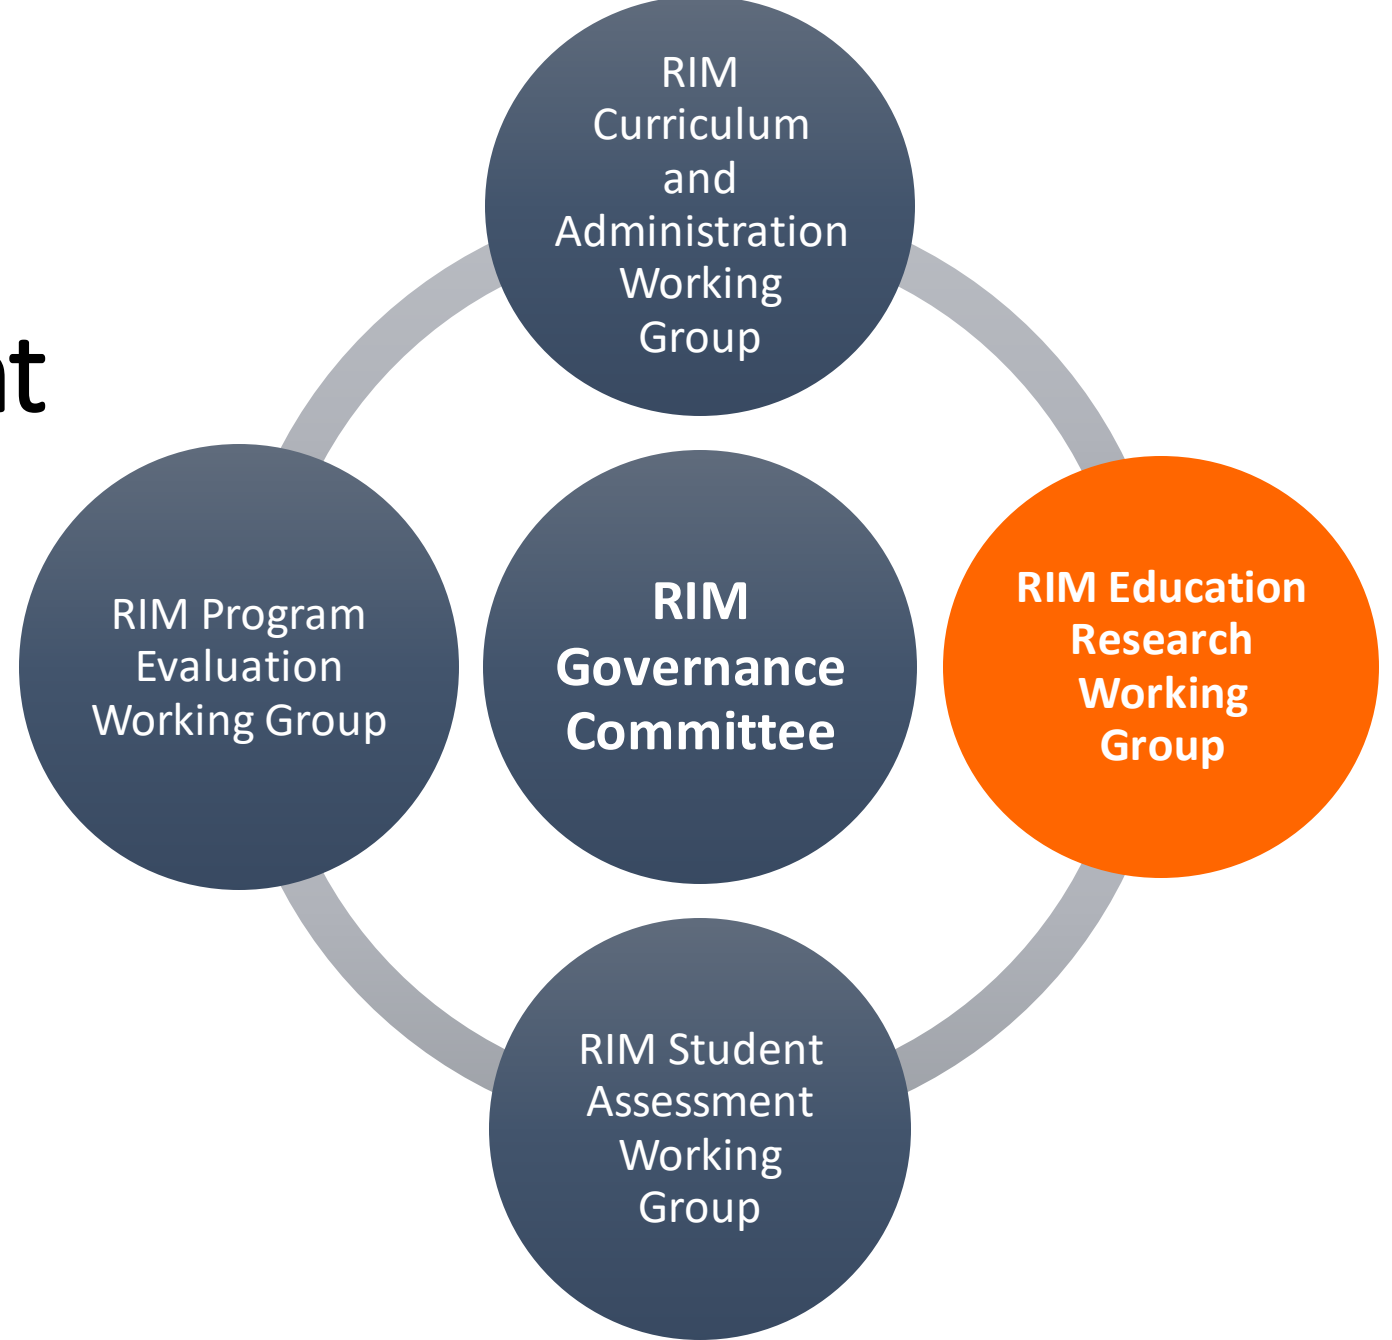 RIM
Curriculum
and
Administration
Working
Group
RIM Program
Evaluation
Working Group
RIM
Governance
Committee
RIM Education
Research
Working
Group
RIM Student
Assessment
Working
Group